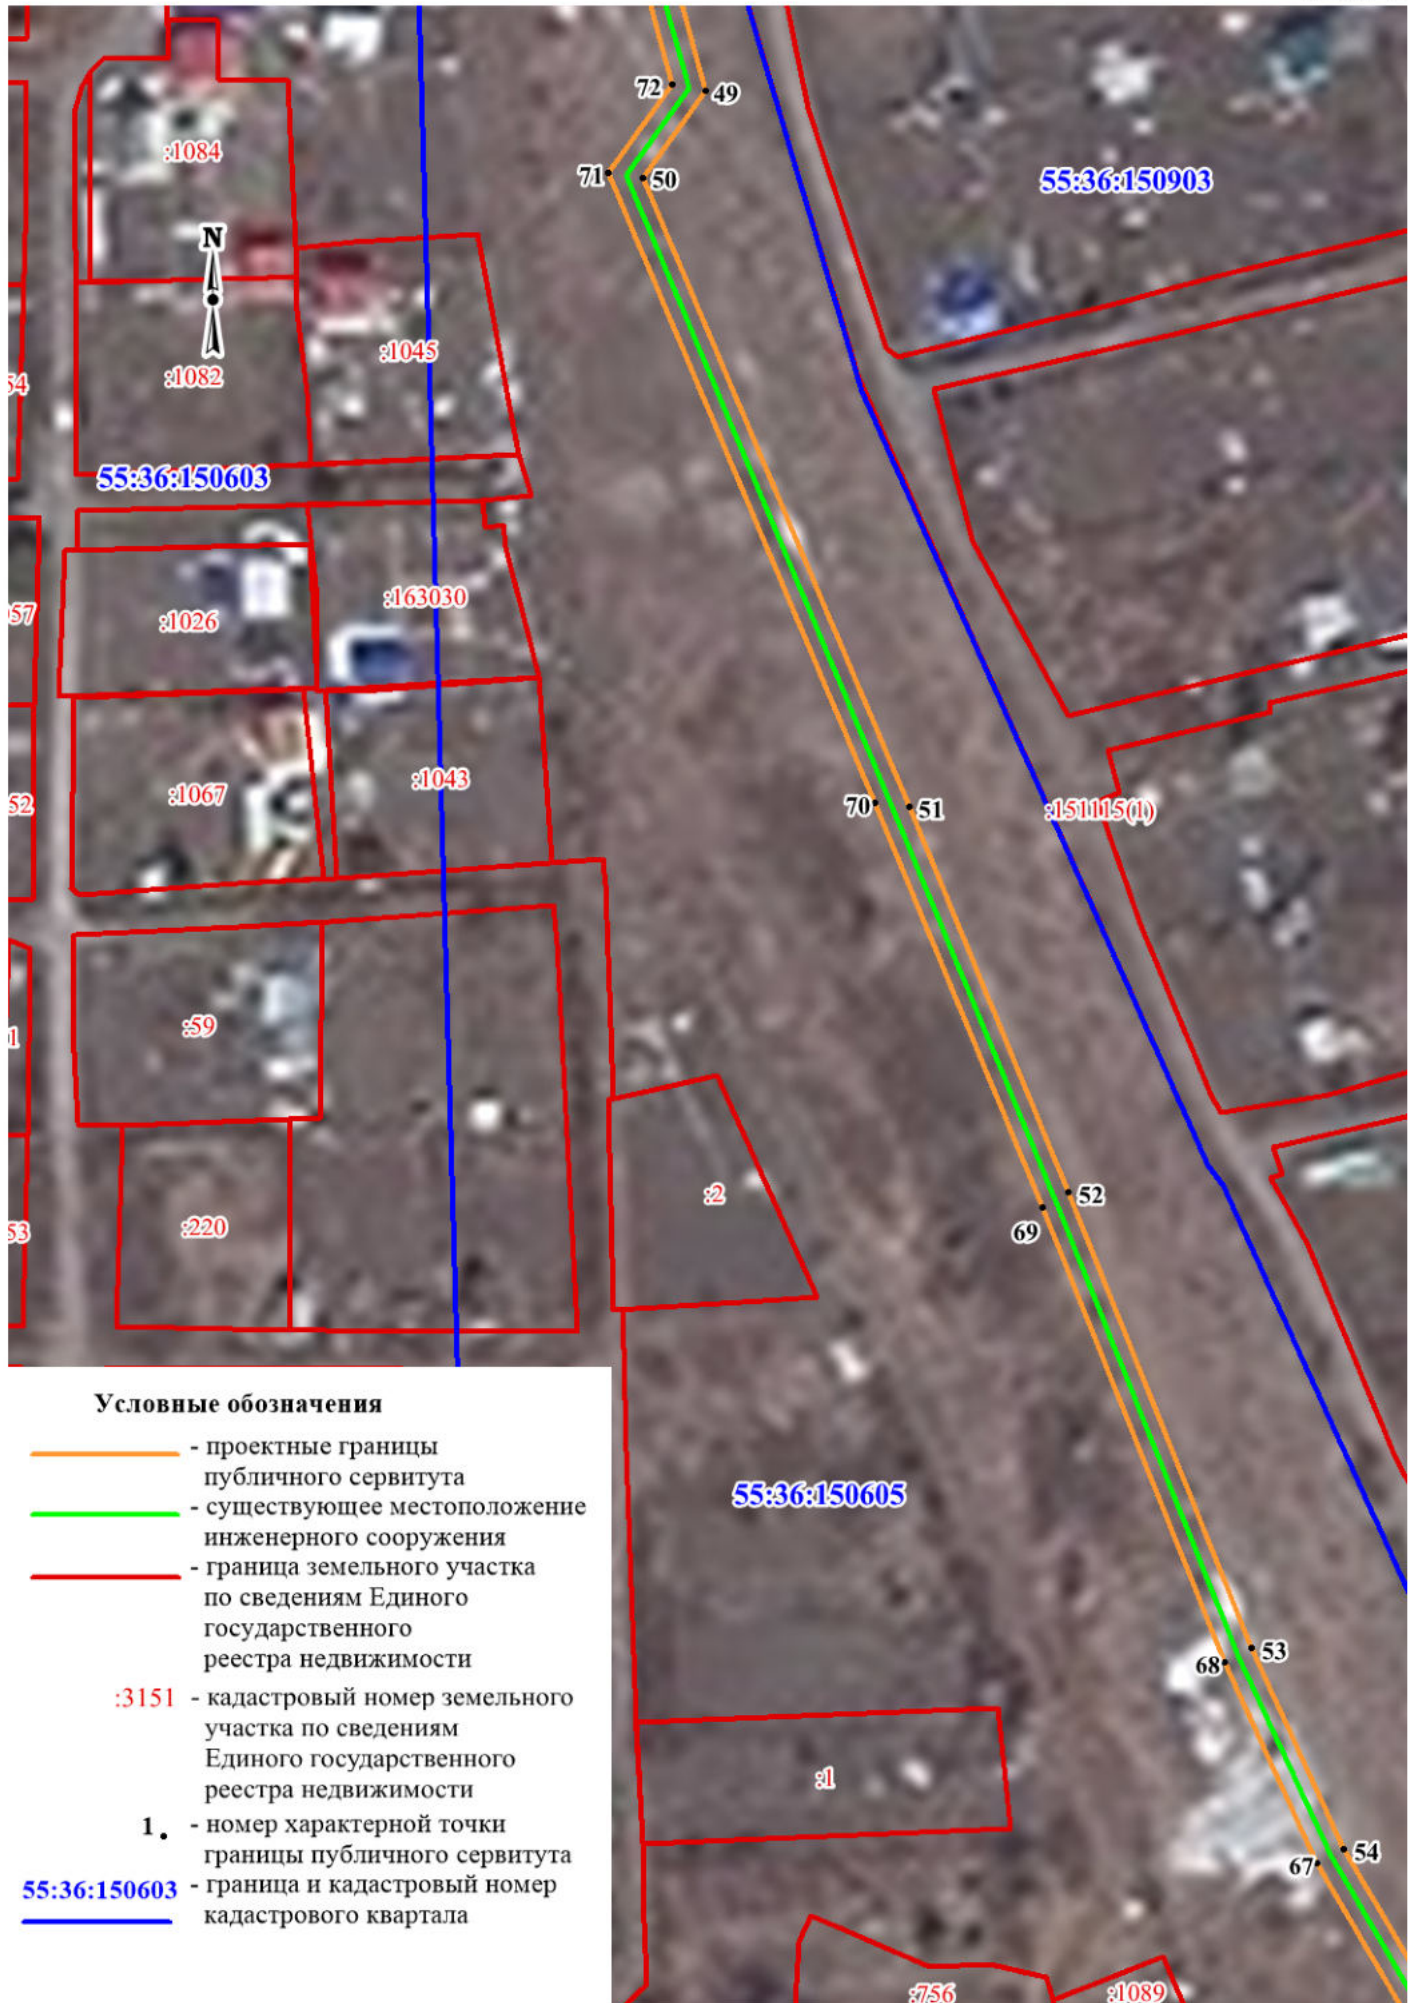 72
49
:1084
71
50
55:36:150903
N
:1045
:1082
54
55:36:150603
:163030
57
:1026
:1043
:1067
52
70
51
:151115(1)
:59
1
52
:2
69
:220
53
Условные обозначения
- проектные границы
публичного сервитута
- существующее местоположение
инженерного сооружения
- граница земельного участка
по сведениям Единого
государственного
реестра недвижимости
:3151 - кадастровый номер земельного
участка по сведениям
Единого государственного
реестра недвижимости
1 . - номер характерной точки
границы публичного сервитута
55:36:150603 - граница и кадастровый номер
кадастрового квартала
55:36:150605
53
68
:1
54
67
:756
:1089